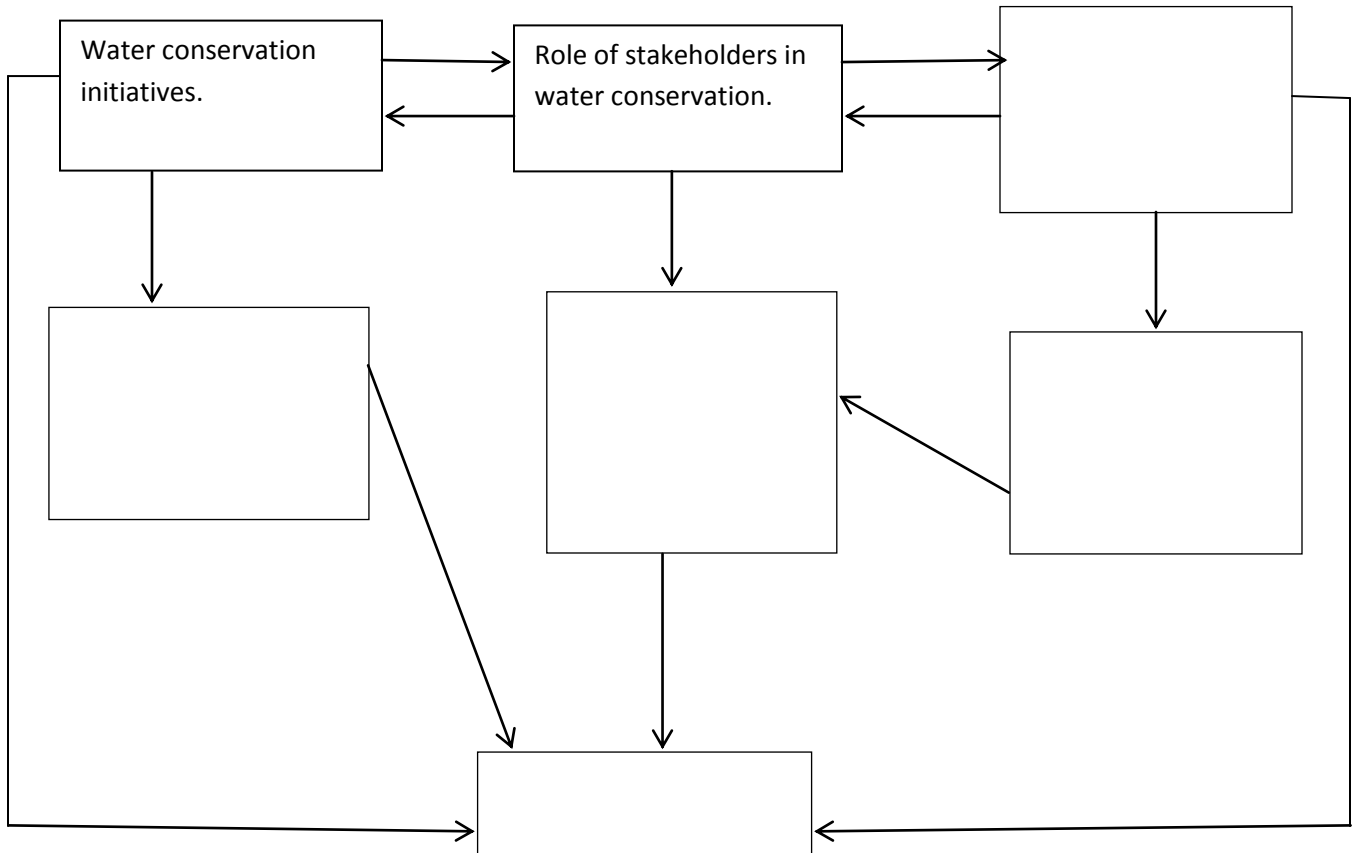 Water conservation
initiatives.
Role of stakeholders in
water conservation.